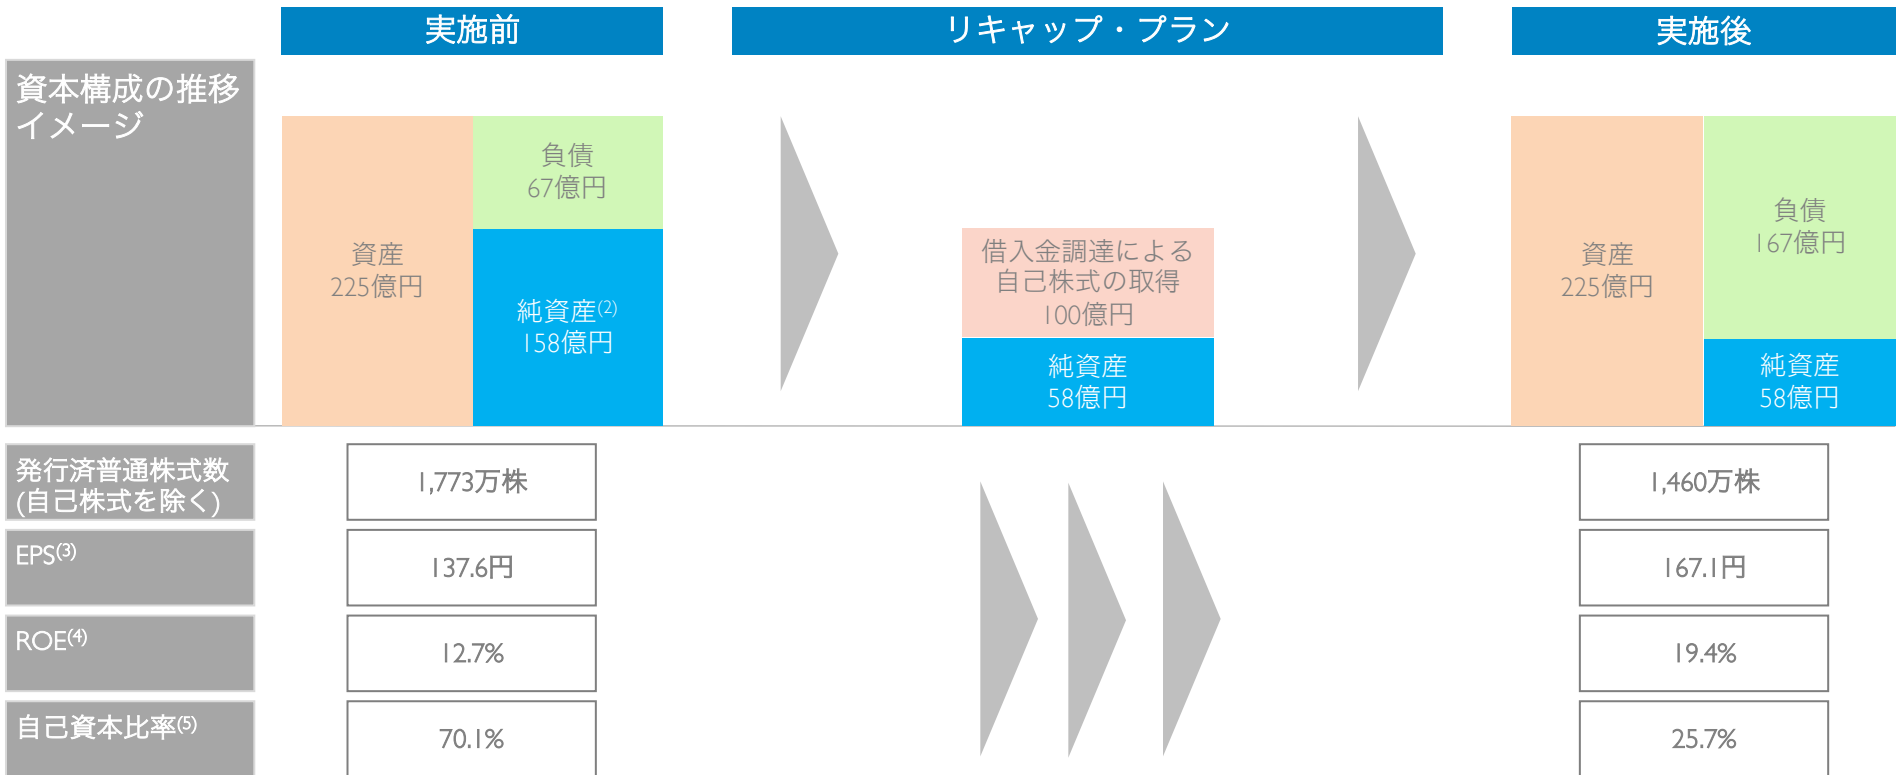 実施前
リキャップ・プラン
実施後
資本構成の推移
イメージ
資産
225億円
負債
67億円
純資産(2)
158億円
借入金調達による
自己株式の取得
100億円
純資産
58億円
資産
225億円
負債
167億円
純資産
58億円
発行済普通株式数
(自己株式を除く)
1,773万株
1,460万株
EPS(3)
137.6円
167.1円
ROE(4)
12.7%
19.4%
自己資本比率(5)
70.1%
25.7%